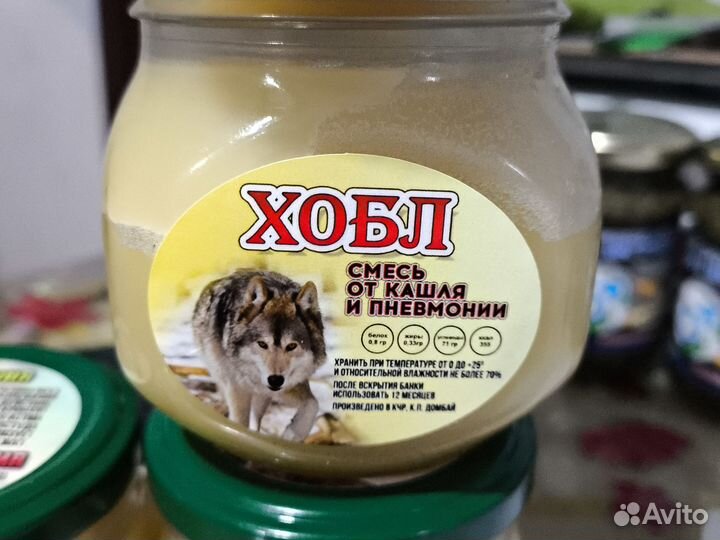 ХОБЛ
СМЕСЬ
ОТ КАШЛЯ
И ПНЕВМОНИИ
белок
0,8 гр
жиры
0,33гр
углеводы
71 гр
ккал
350
ХРАНИТЬ ПРИ ТЕМПЕРАТУРЕ ОТ 0 ДО +25°
И ОТНОСИТЕЛЬНОЙ ВЛАЖНОСТИ НЕ БОЛЕЕ 70%
ПОСЛЕ ВСКРЫТИЯ БАНКИ
ИСПОЛЬЗОВАТЬ 12 МЕСЯЦЕВ
ПРОИЗВЕДЕНО В КЧР, К.П. ДОМБАЙ
Avito